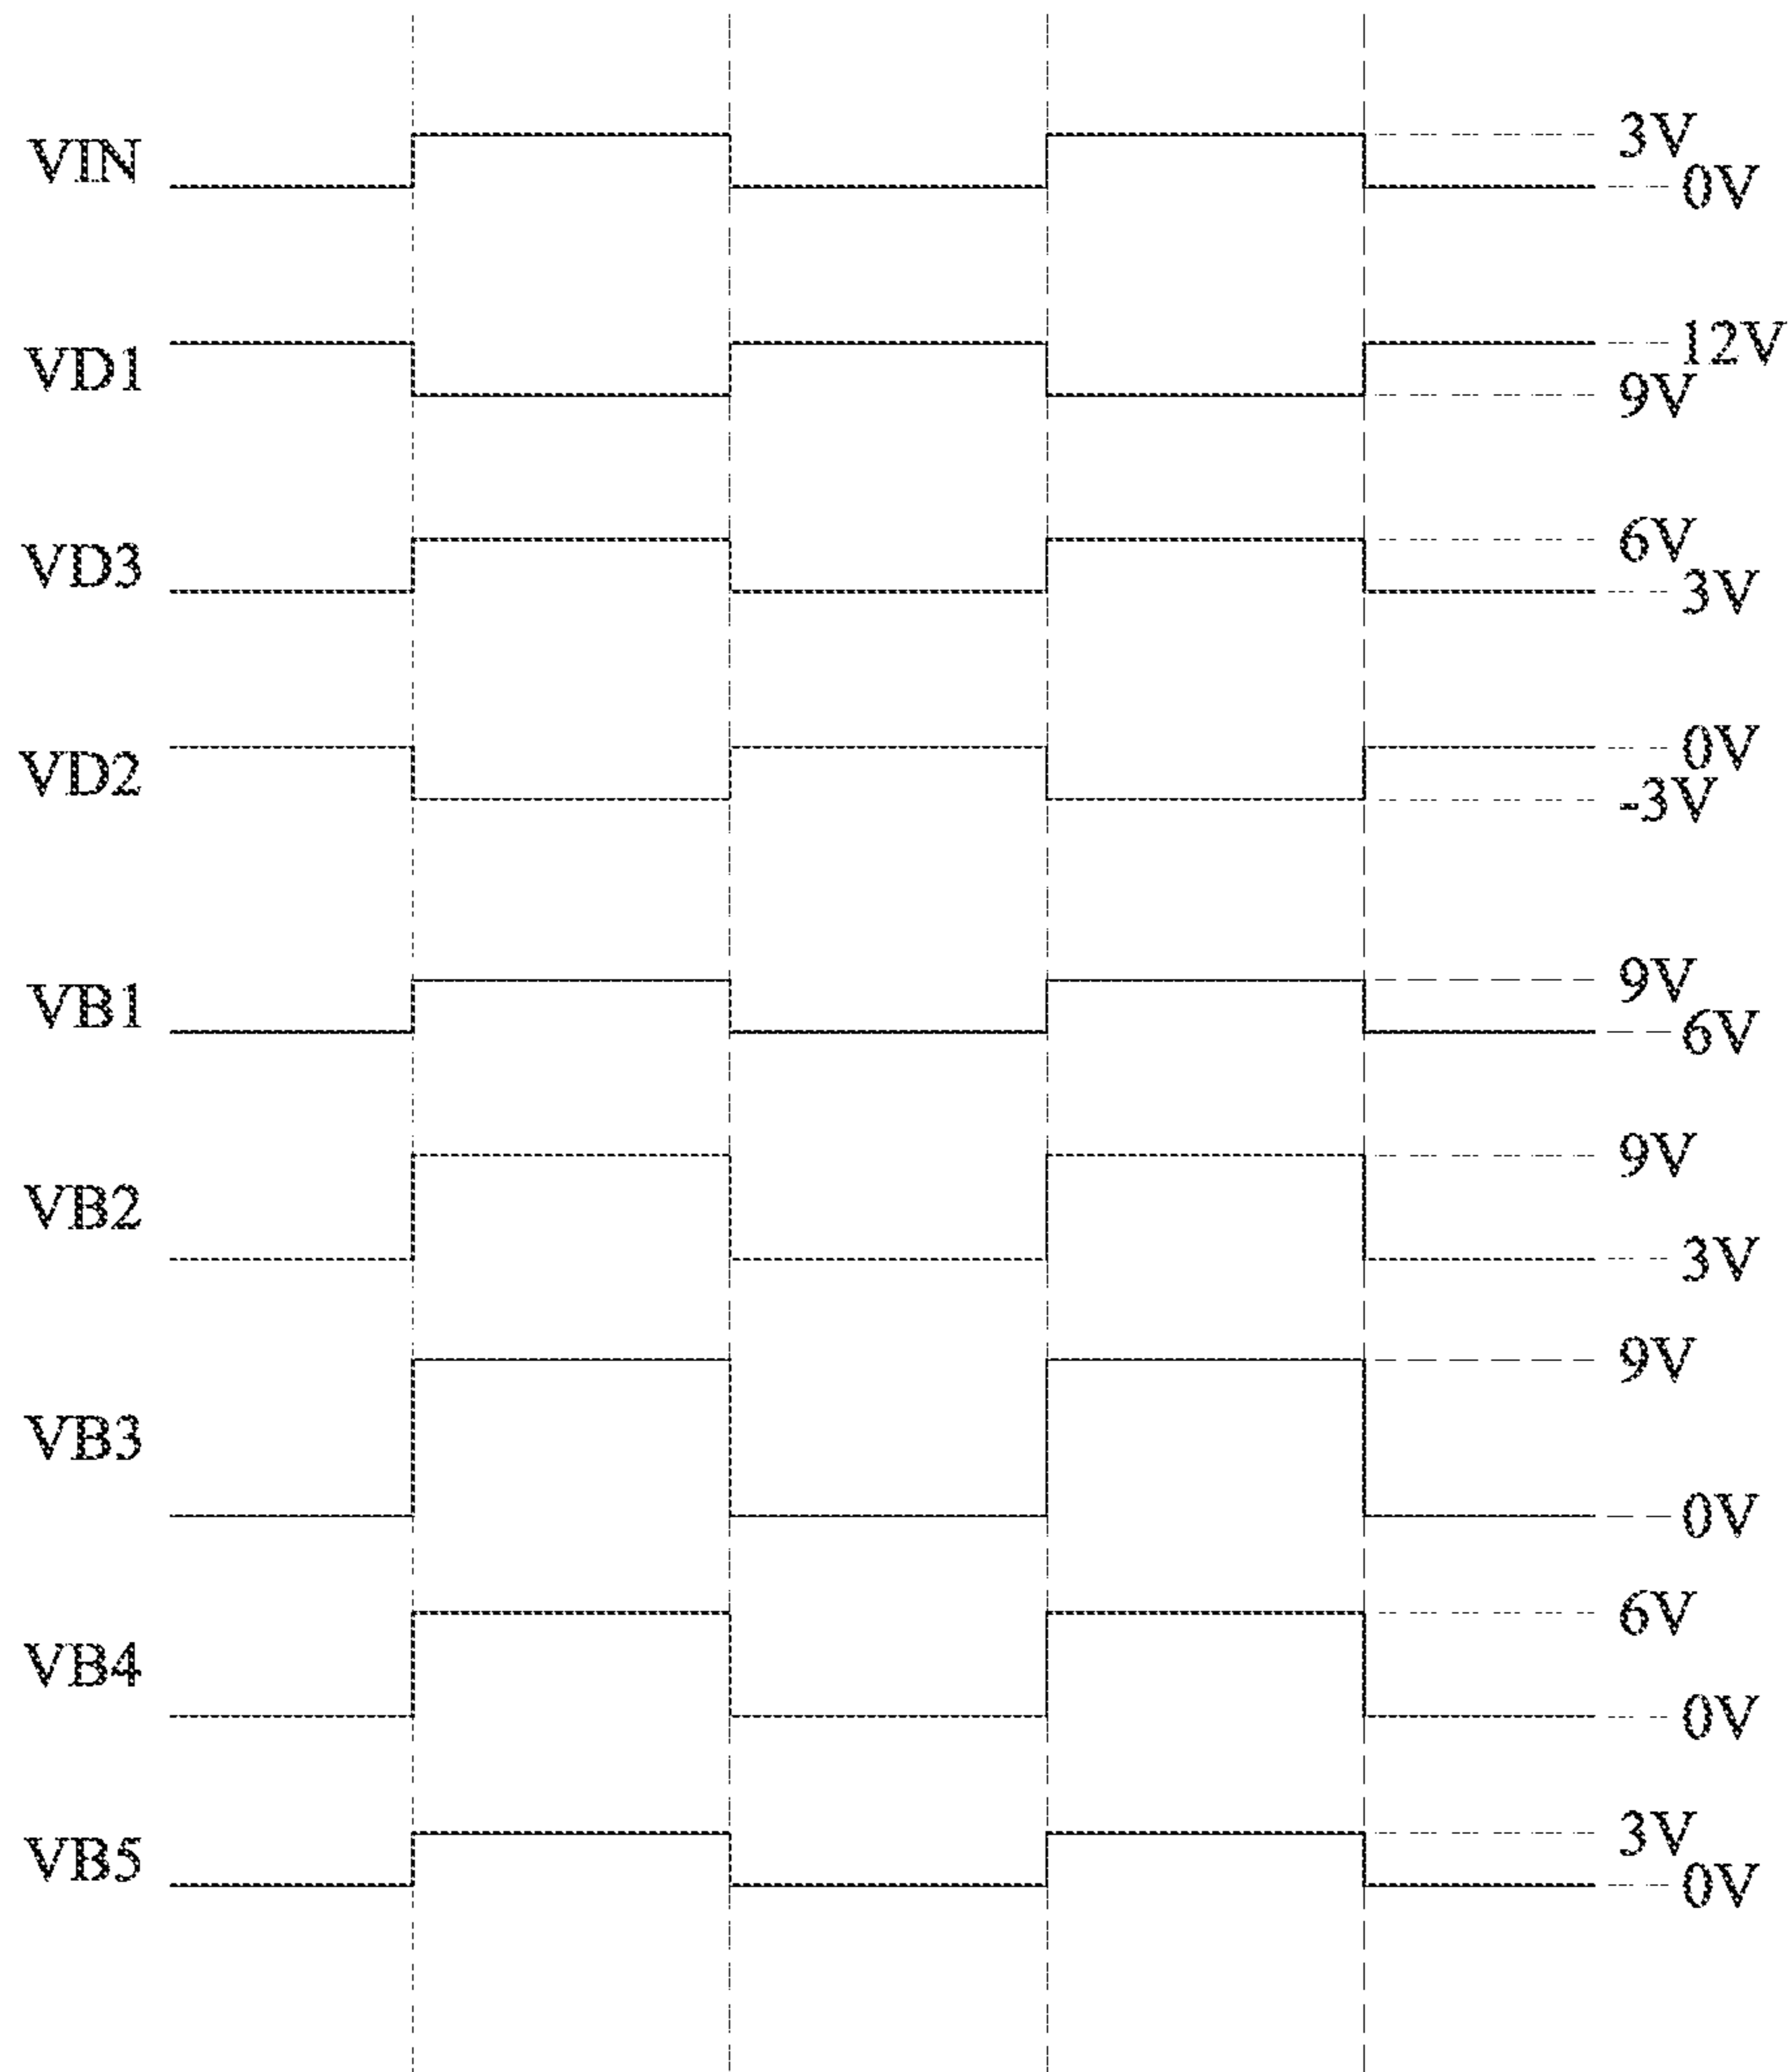 VIN 3V
0V
VD1 12V
9V
VD3 6V
3V
VD2 0V
-3V
VB1 9V
6V
VB2 9V
3V
VB3 9V
0V
VB4 6V
0V
VB5 3V
0V